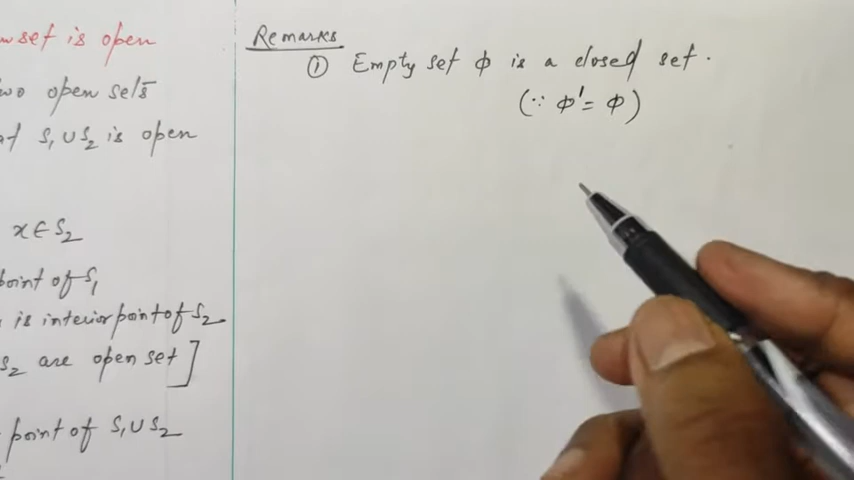 set is open
two open sets
S₁ ∪ S₂ is open
x ∈ S₂
point of S₁
is interior point of S₂
S₂ are open set]
point of S₁ ∪ S₂
Remarks
① Empty set ϕ is a closed set.
(∵ ϕ' = ϕ)